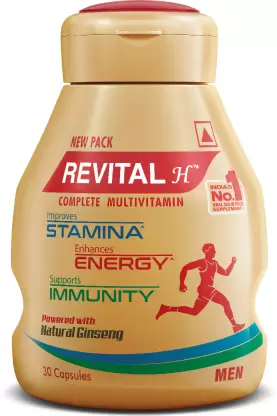 NEW PACK
REVITAL H™
COMPLETE MULTIVITAMIN
INDIA'S
No.1
Improves
STAMINA
Enhances
ENERGY
Supports
IMMUNITY
Powered with
Natural Ginseng
30 Capsules
MEN